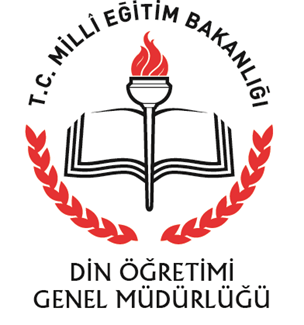 T.C. MİLLÎ EĞİTİM BAKANLIĞI
DİN ÖĞRETİMİ
GENEL MÜDÜRLÜĞÜ